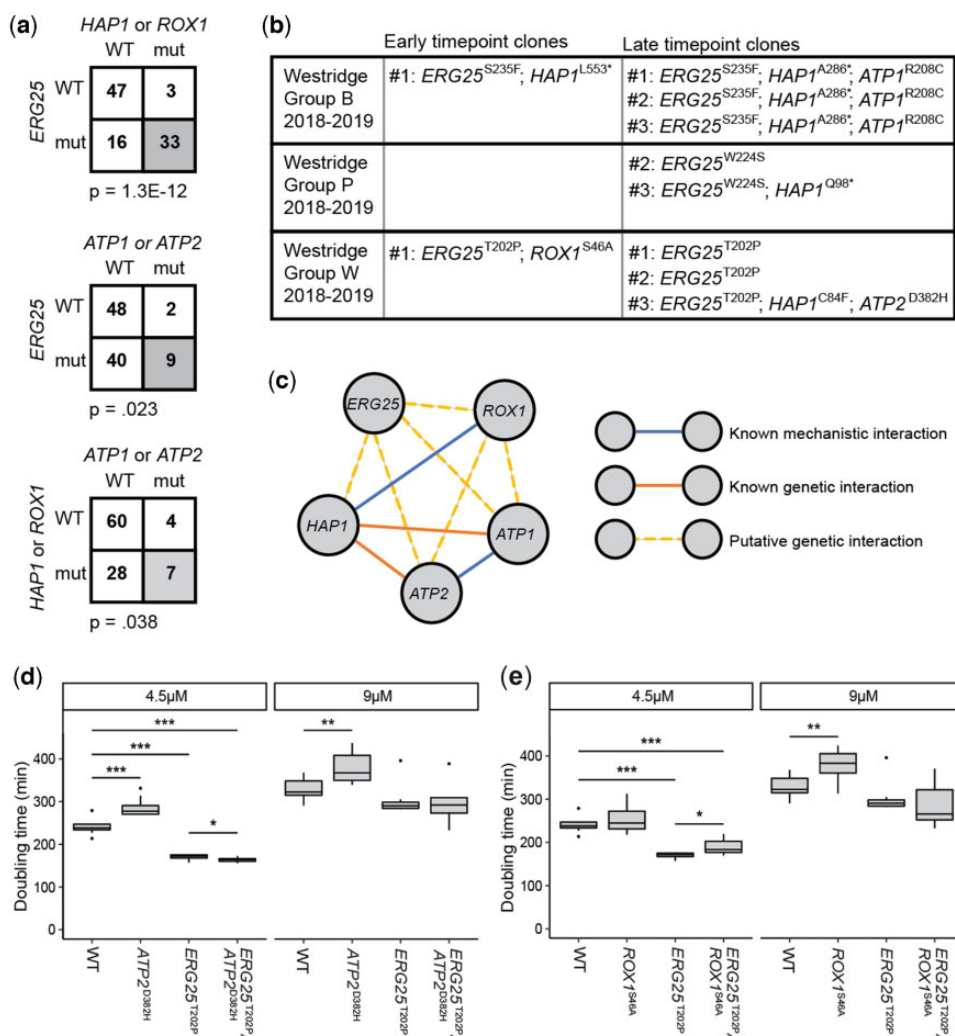 (a)
HAP1 or ROX1
WT mut
ERG25
WT 47 3
mut 16 33
p = 1.3E-12
ATP1 or ATP2
WT mut
ERG25
WT 48 2
mut 40 9
p = .023
ATP1 or ATP2
WT mut
HAP1 or ROX1
WT 60 4
mut 28 7
p = .038
(b)
Early timepoint clones Late timepoint clones
Westridge
Group B
2018-2019
#1: ERG25S235F; HAP1L553*
#1: ERG25S235F; HAP1A286*; ATP1R208C
#2: ERG25S235F; HAP1A286*; ATP1R208C
#3: ERG25S235F; HAP1A286*; ATP1R208C
Westridge
Group P
2018-2019
#2: ERG25W224S
#3: ERG25W224S; HAP1Q98*
Westridge
Group W
2018-2019
#1: ERG25T202P; ROX1S46A
#1: ERG25T202P
#2: ERG25T202P
#3: ERG25T202P; HAP1C84F; ATP2D382H
(c)
ERG25
ROX1
HAP1
ATP1
ATP2
Known mechanistic interaction
Known genetic interaction
Putative genetic interaction
(d)
4.5μM 9μM
Doubling time (min)
400
300
200
100
0
***
***
***
*
**
WT
ATP2D382H
ERG25T202P
ERG25T202P,
ATP2D382H
WT
ATP2D382H
ERG25T202P
ERG25T202P,
ATP2D382H
(e)
4.5μM 9μM
Doubling time (min)
400
300
200
100
0
***
***
*
**
WT
ROX1S46A
ERG25T202P
ERG25T202P,
ROX1S46A
WT
ROX1S46A
ERG25T202P
ERG25T202P,
ROX1S46A